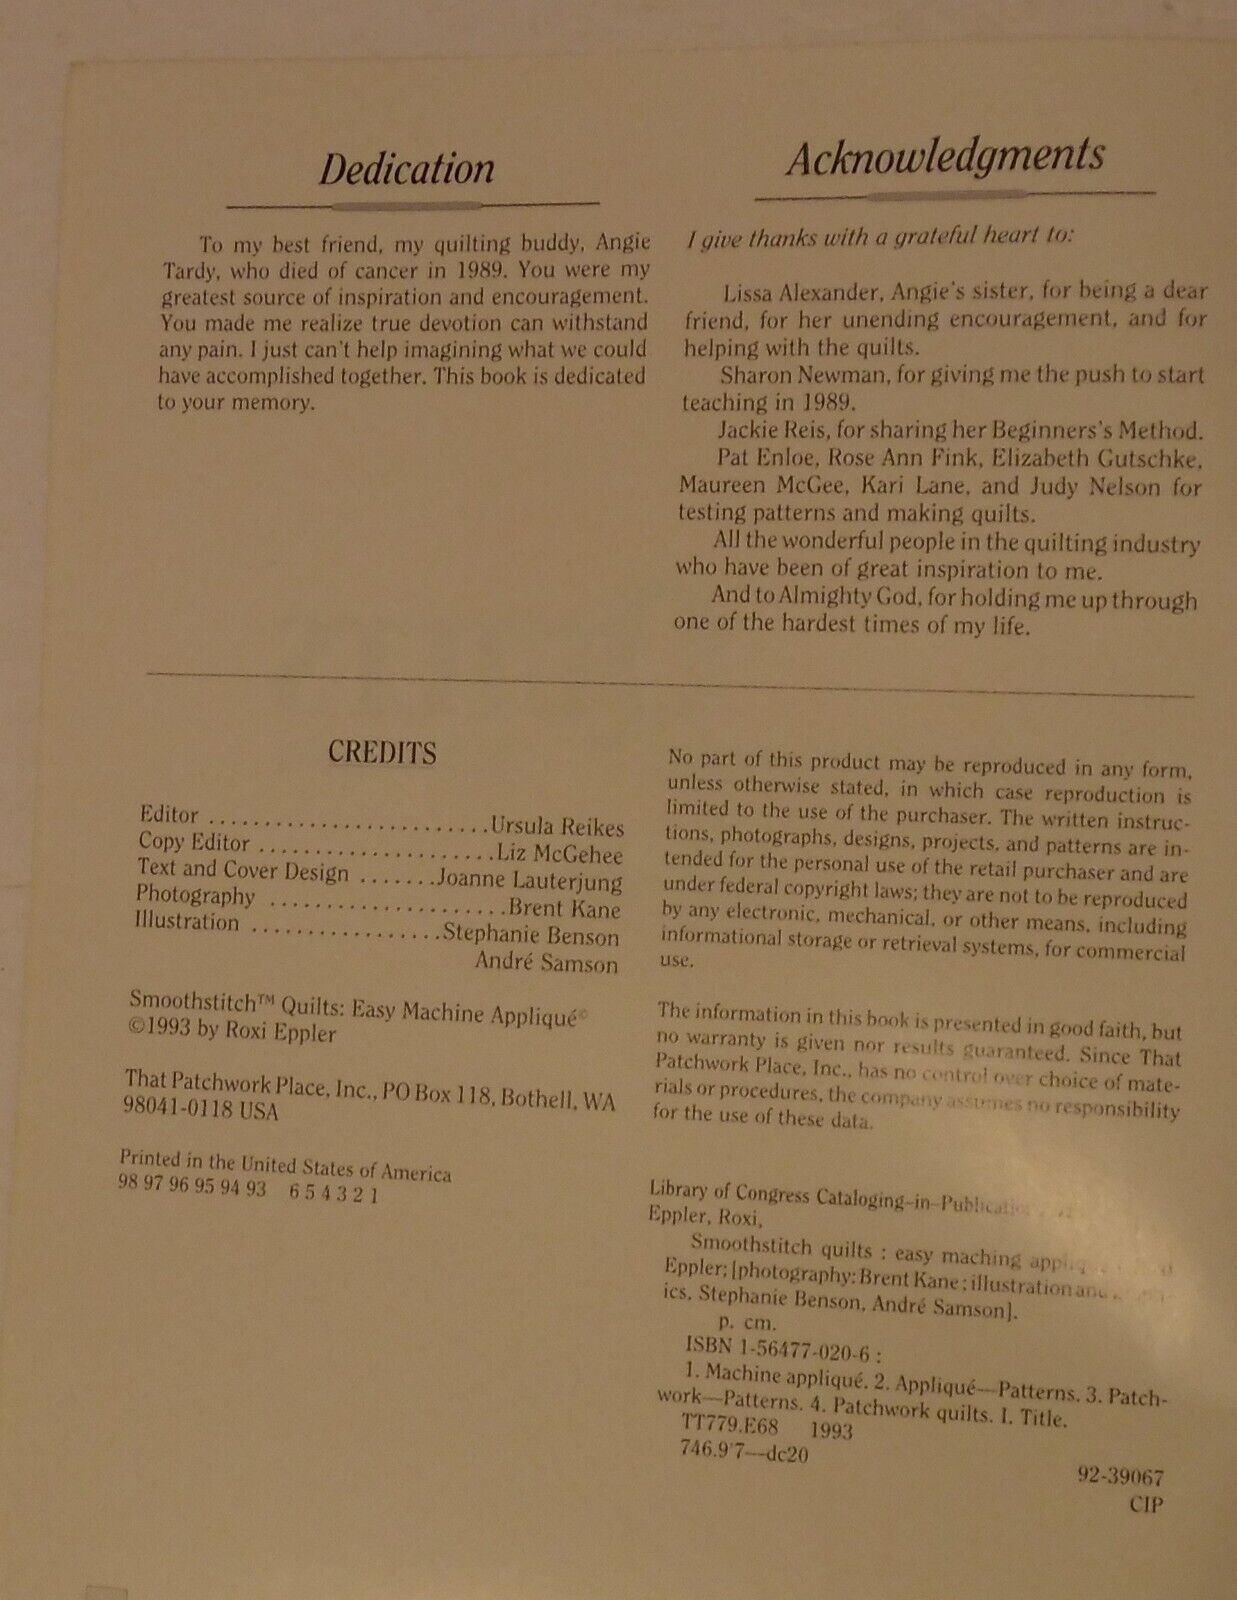 Dedication
To my best friend, my quilting buddy, Angie
Tardy, who died of cancer in 1989. You were my
greatest source of inspiration and encouragement.
You made me realize true devotion can withstand
any pain. I just can't help imagining what we could
have accomplished together. This book is dedicated
to your memory.
Acknowledgments
I give thanks with a grateful heart to:
Lissa Alexander, Angie's sister, for being a dear
friend, for her unending encouragement, and for
helping with the quilts.
Sharon Newman, for giving me the push to start
teaching in 1989.
Jackie Reis, for sharing her Beginners's Method.
Pat Enloe, Rose Ann Fink, Elizabeth Gutschke,
Maureen McGee, Kari Lane, and Judy Nelson for
testing patterns and making quilts.
All the wonderful people in the quilting industry
who have been of great inspiration to me.
And to Almighty God, for holding me up through
one of the hardest times of my life.
CREDITS
Editor .........................Ursula Reikes
Copy Editor .....................Liz McGehee
Text and Cover Design .......Joanne Lauterjung
Photography .....................Brent Kane
Illustration .................Stephanie Benson
André Samson
Smoothstitch™ Quilts: Easy Machine Appliqué©
©1993 by Roxi Eppler
That Patchwork Place, Inc., PO Box 118, Bothell, WA
98041-0118 USA
Printed in the United States of America
98 97 96 95 94 93 6 5 4 3 2 1
No part of this product may be reproduced in any form,
unless otherwise stated, in which case reproduction is
limited to the use of the purchaser. The written instruc-
tions, photographs, designs, projects, and patterns are in-
tended for the personal use of the retail purchaser and are
under federal copyright laws; they are not to be reproduced
by any electronic, mechanical, or other means, including
informational storage or retrieval systems, for commercial
use.
The information in this book is presented in good faith, but
no warranty is given nor results guaranteed. Since That
Patchwork Place, Inc., has no control over choice of mate-
rials or procedures, the company assumes no responsibility
for the use of these data.
Library of Congress Cataloging-in-Publication
Eppler, Roxi,
Smoothstitch quilts : easy maching
Eppler; [photography: Brent Kane ; illustration and
ics, Stephanie Benson, André Samson].
p. cm.
ISBN 1-56477-020-6 :
1. Machine appliqué. 2. Appliqué—Patterns. 3. Patch-
work—Patterns. 4. Patchwork quilts. I. Title.
TT779.E68 1993
746.9'7—dc20
92-39067
CIP